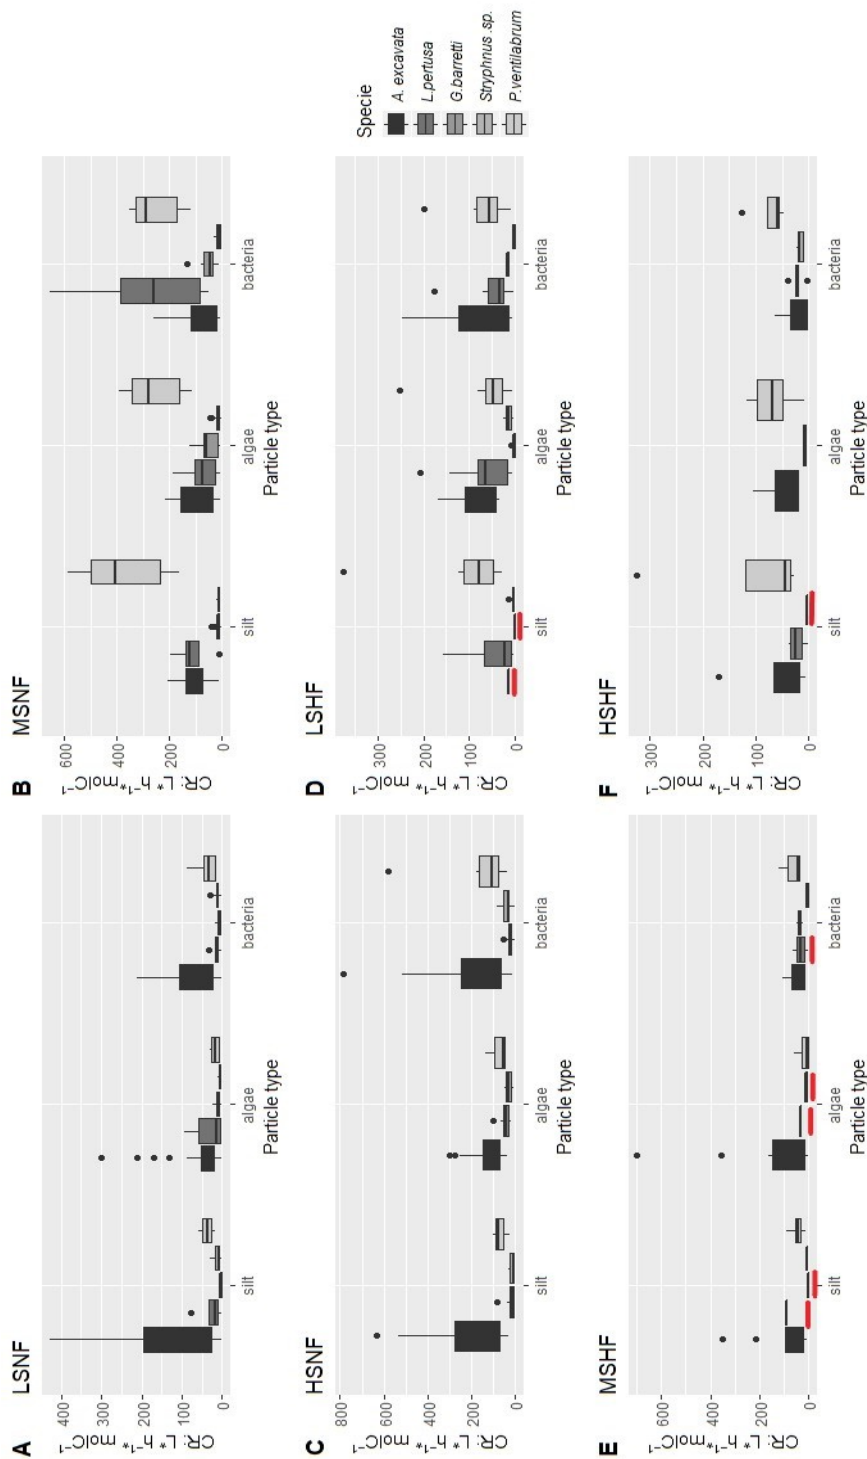 A LSNF
CR: L* h⁻¹* molC⁻¹
400
200
0
silt
algae
bacteria
Particle type
B MSNF
CR: L* h⁻¹* molC⁻¹
600
400
200
0
silt
algae
bacteria
Particle type
C HSNF
CR: L* h⁻¹* molC⁻¹
800
600
400
200
0
silt
algae
bacteria
Particle type
D LSHF
CR: L* h⁻¹* molC⁻¹
300
200
100
0
silt
algae
bacteria
Particle type
Specie
A. excavata
L.pertusa
G.barretti
Stryphnus .sp.
P.ventilabrum
E MSHF
CR: L* h⁻¹* molC⁻¹
600
400
200
0
silt
algae
bacteria
Particle type
F HSHF
CR: L* h⁻¹* molC⁻¹
300
200
100
0
silt
algae
bacteria
Particle type